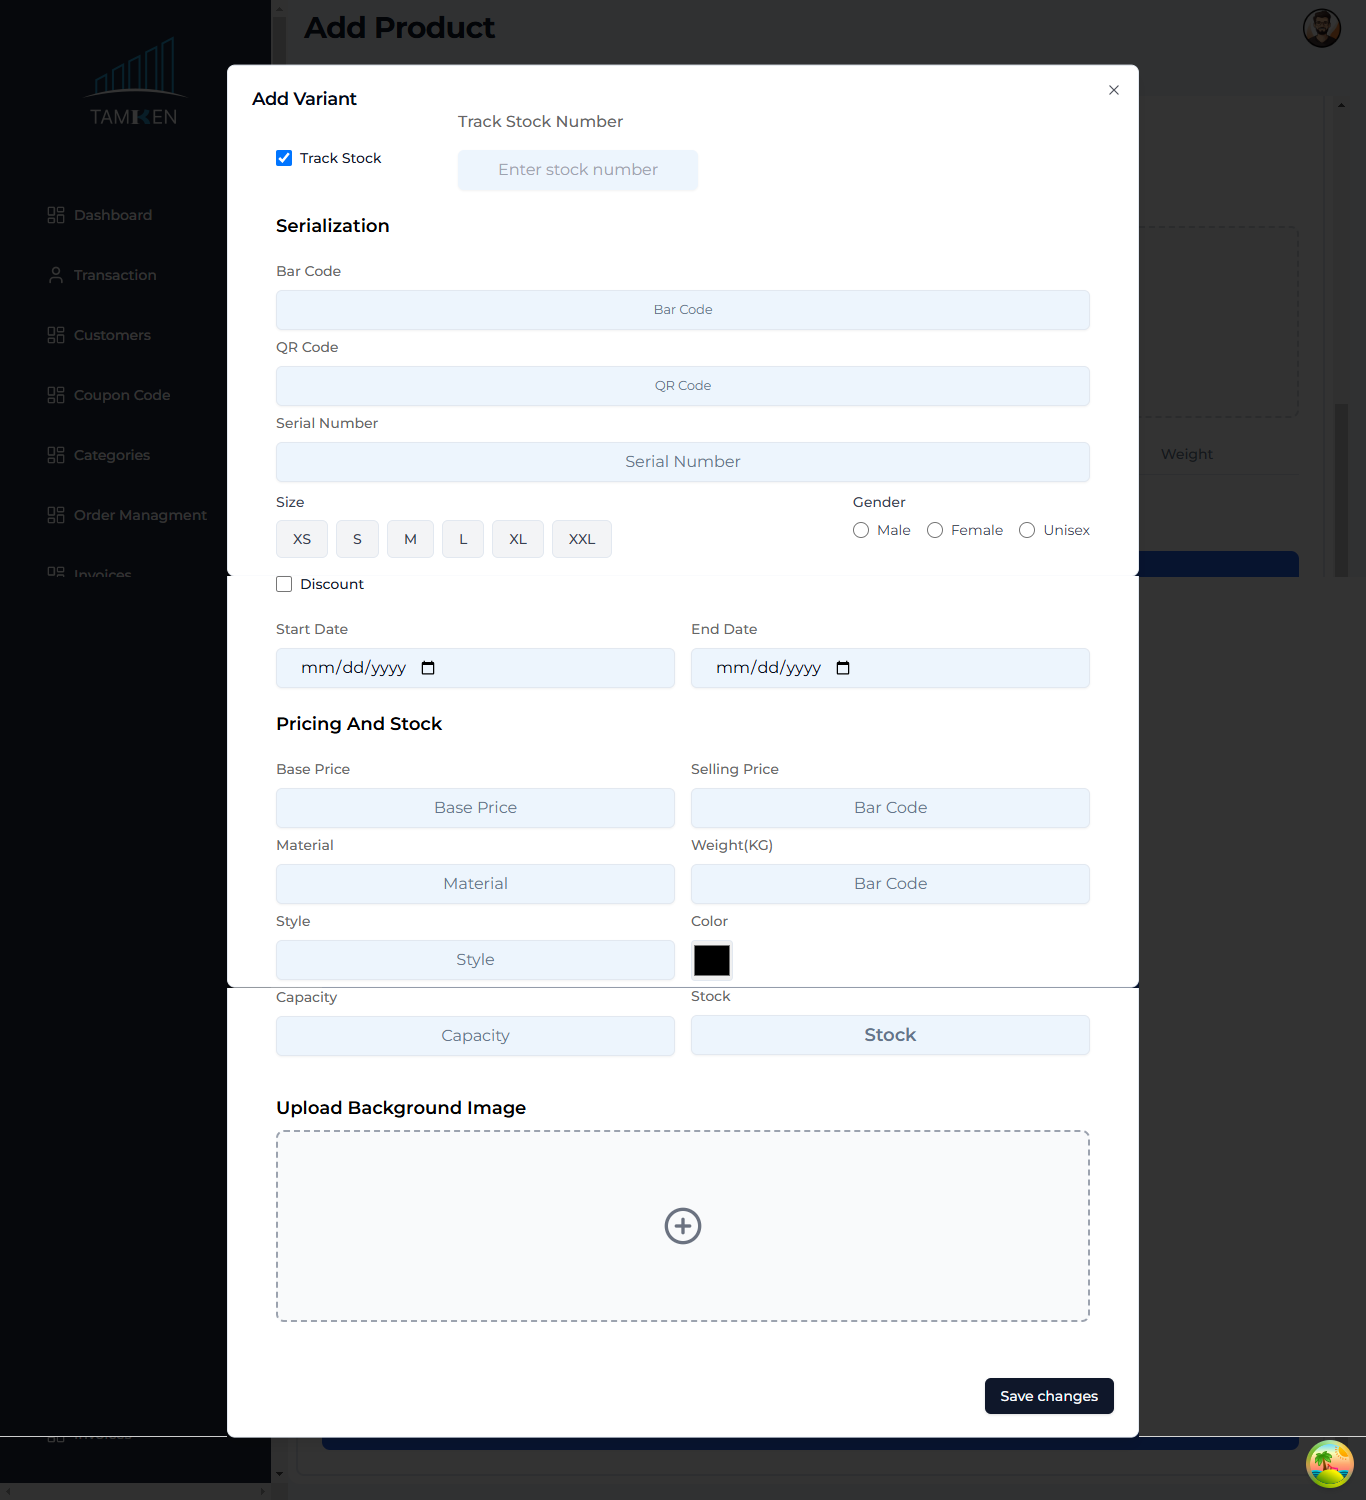 Add Product
TAMKEEN
Dashboard
Transaction
Customers
Coupon Code
Categories
Order Managment
Invoices
Add Variant
Track Stock Number
Track Stock
Enter stock number
Serialization
Bar Code
Bar Code
QR Code
QR Code
Serial Number
Serial Number
Size
Gender
XS S M L XL XXL
Male Female Unisex
Weight
Discount
Start Date End Date
mm/dd/yyyy mm/dd/yyyy
Pricing And Stock
Base Price Selling Price
Base Price Bar Code
Material Weight(KG)
Material Bar Code
Style Color
Style
Capacity Stock
Capacity Stock
Upload Background Image
Save changes
Invoices